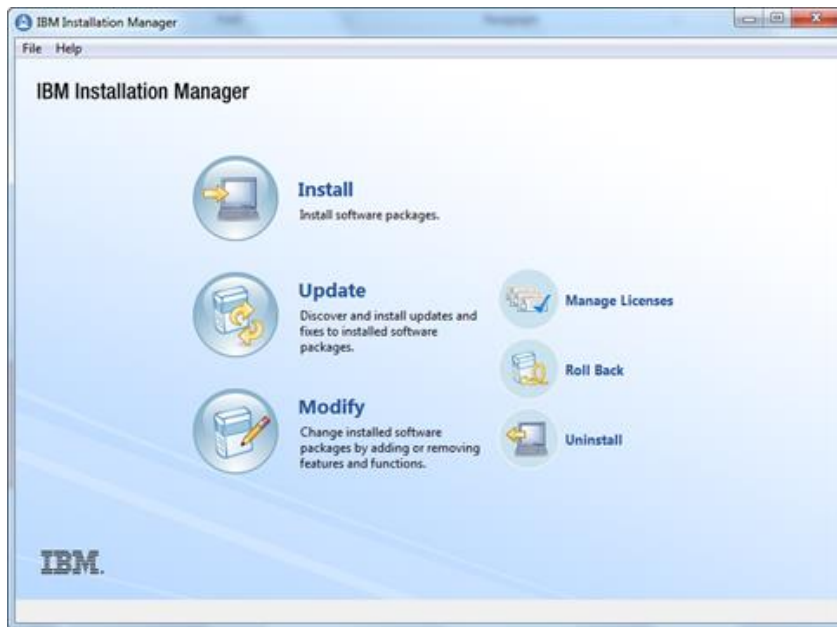 IBM Installation Manager
File Help
IBM Installation Manager
Install
Install software packages.
Update
Discover and install updates and
fixes to installed software
packages.
Modify
Change installed software
packages by adding or removing
features and functions.
Manage Licenses
Roll Back
Uninstall
IBM.